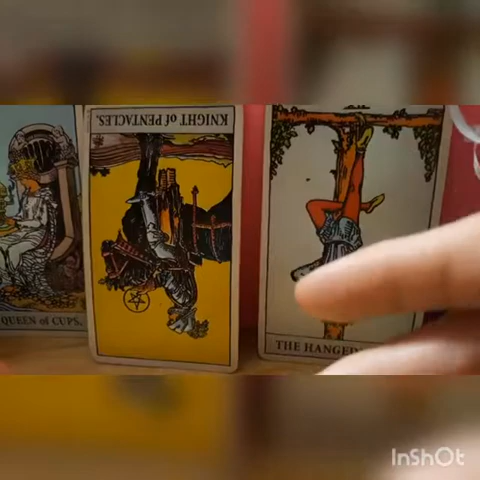 KNIGHT of PENTACLES.
QUEEN of CUPS.
THE HANGED
InShOt